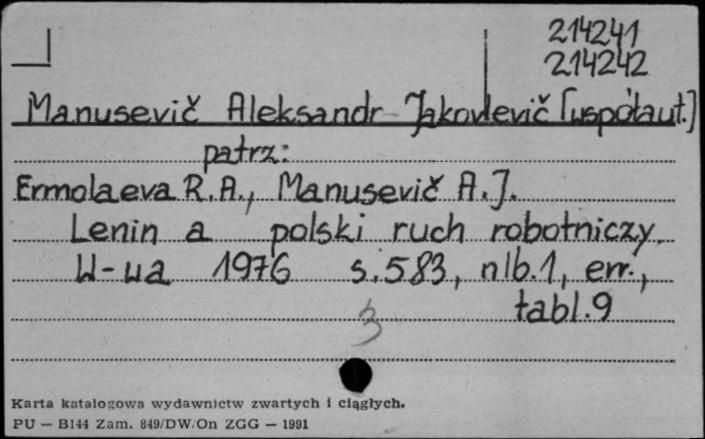 214241
214242
Manusevič Aleksandr Jakovlevič [współaut.]
patrz:
Ermolaeva R.A., Manusevič A.J.
Lenin a polski ruch robotniczy.
W-wa 1976 s.583, nlb.1, err.,
tabl.9
3
Karta katalogowa wydawnictw zwartych i ciągłych.
PU — B144 Zam. 849/DW/On ZGG — 1991